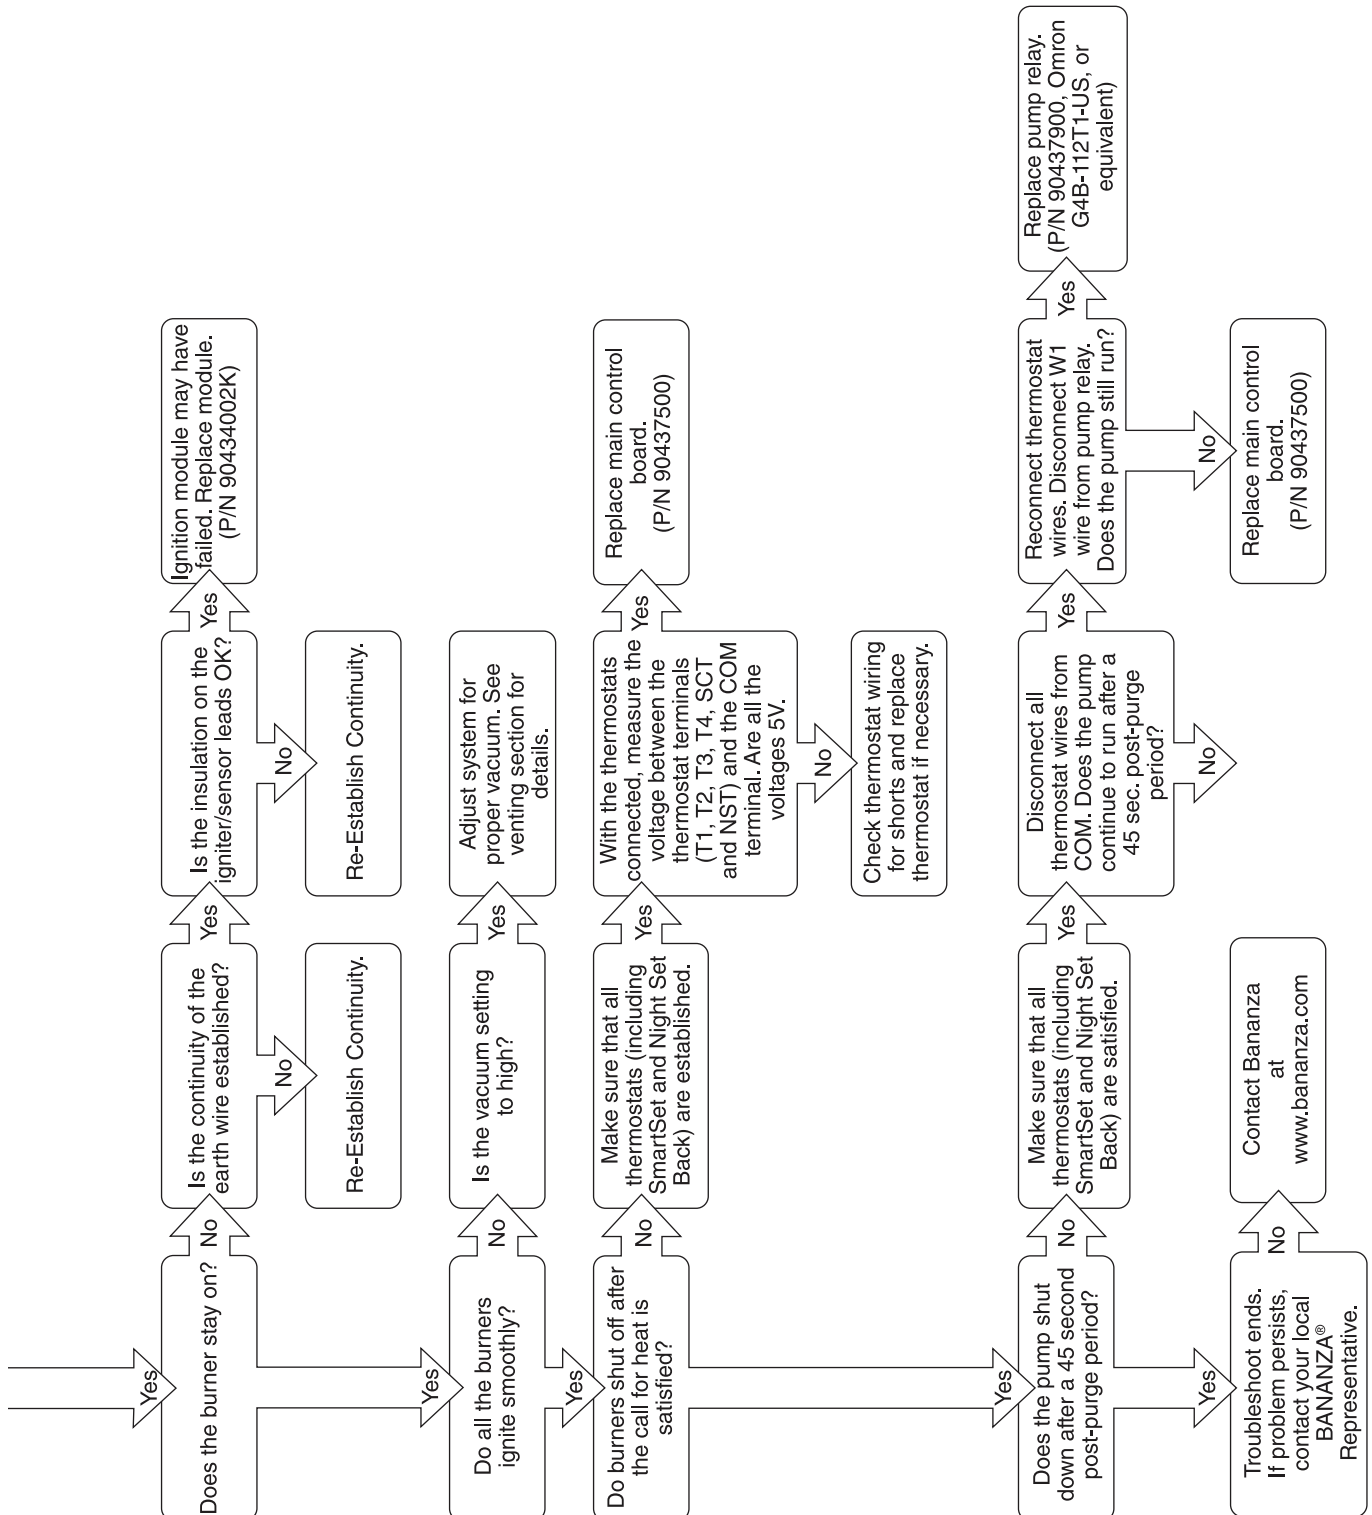 Yes
Does the burner stay on?
No
Is the continuity of the
earth wire established?
No
Re-Establish Continuity.
Yes
Is the insulation on the
igniter/sensor leads OK?
No
Re-Establish Continuity.
Yes
Ignition module may have
failed. Replace module.
(P/N 90434002K)
Yes
Do all the burners
ignite smoothly?
No
Is the vacuum setting
to high?
Yes
Adjust system for
proper vacuum. See
venting section for
details.
Yes
Do burners shut off after
the call for heat is
satisfied?
No
Make sure that all
thermostats (including
SmartSet and Night Set
Back) are established.
Yes
With the thermostats
connected, measure the
voltage between the
thermostat terminals
(T1, T2, T3, T4, SCT
and NST) and the COM
terminal. Are all the
voltages 5V.
No
Check thermostat wiring
for shorts and replace
thermostat if necessary.
Yes
Replace main control
board.
(P/N 90437500)
Yes
Does the pump shut
down after a 45 second
post-purge period?
No
Make sure that all
thermostats (including
SmartSet and Night Set
Back) are satisfied.
Yes
Disconnect all
thermostat wires from
COM. Does the pump
continue to run after a
45 sec. post-purge
period?
No
Yes
Reconnect thermostat
wires. Disconnect W1
wire from pump relay.
Does the pump still run?
No
Replace main control
board.
(P/N 90437500)
Yes
Replace pump relay.
(P/N 90437900, Omron
G4B-112T1-US, or
equivalent)
Yes
Troubleshoot ends.
If problem persists,
contact your local
BANANZA®
Representative.
No
Contact Bananza
at
www.bananza.com